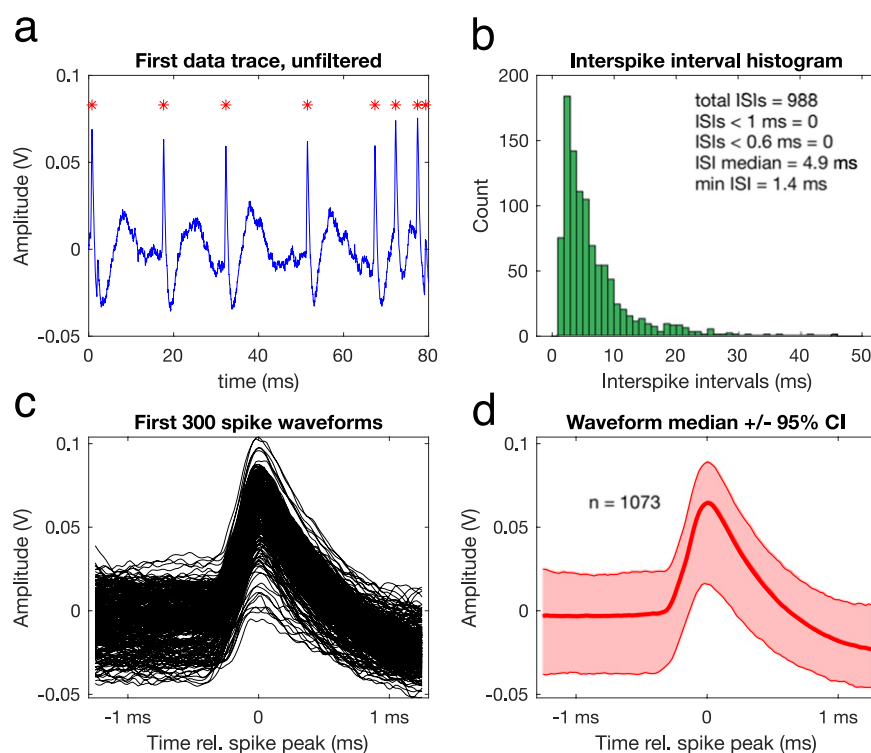 a
First data trace, unfiltered
0.1
0.05
0
-0.05
Amplitude (V)
0 20 40 60 80
time (ms)
b
Interspike interval histogram
200
150
100
50
0
Count
total ISIs = 988
ISIs < 1 ms = 0
ISIs < 0.6 ms = 0
ISI median = 4.9 ms
min ISI = 1.4 ms
0 10 20 30 40 50
Interspike intervals (ms)
c
First 300 spike waveforms
0.1
0.05
0
-0.05
Amplitude (V)
-1 ms 0 1 ms
Time rel. spike peak (ms)
d
Waveform median +/- 95% CI
0.1
0.05
0
-0.05
Amplitude (V)
n = 1073
-1 ms 0 1 ms
Time rel. spike peak (ms)